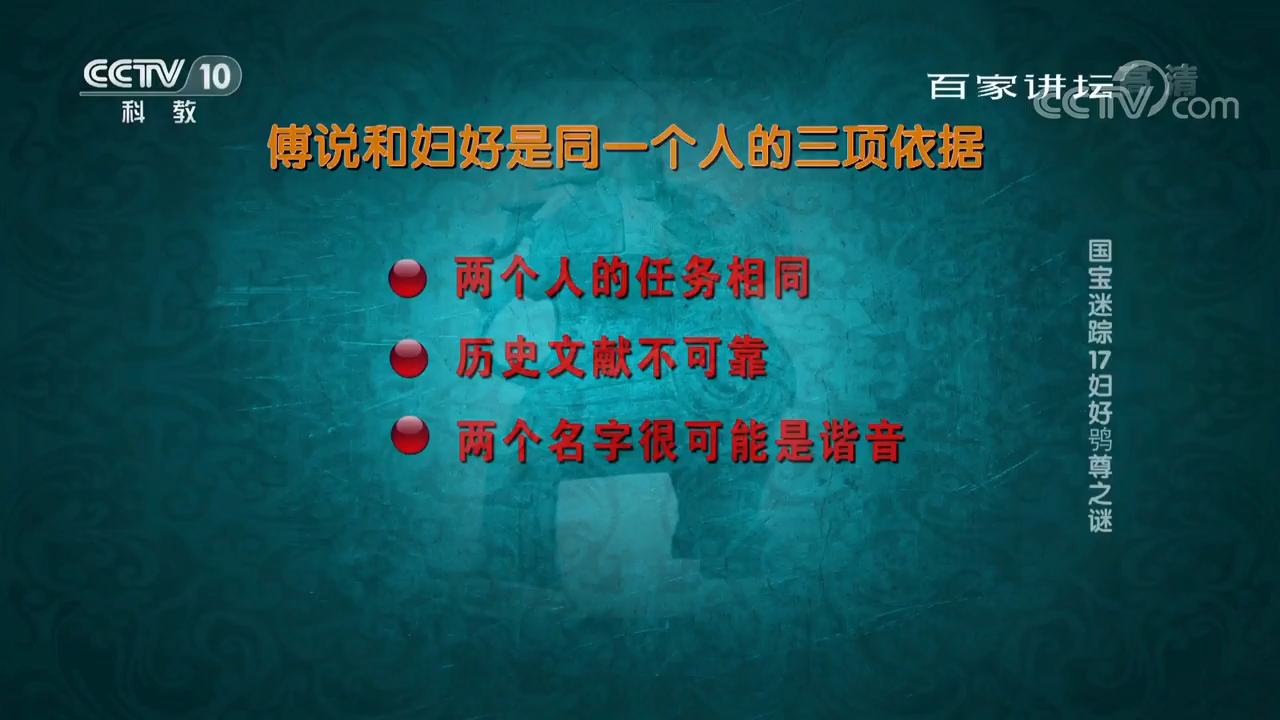 CCTV 10
科教
百家讲坛
高清
CCTV.com
傅说和妇好是同一个人的三项依据
两个人的任务相同
历史文献不可靠
两个名字很可能是谐音
国宝迷踪17妇好鸮尊之谜